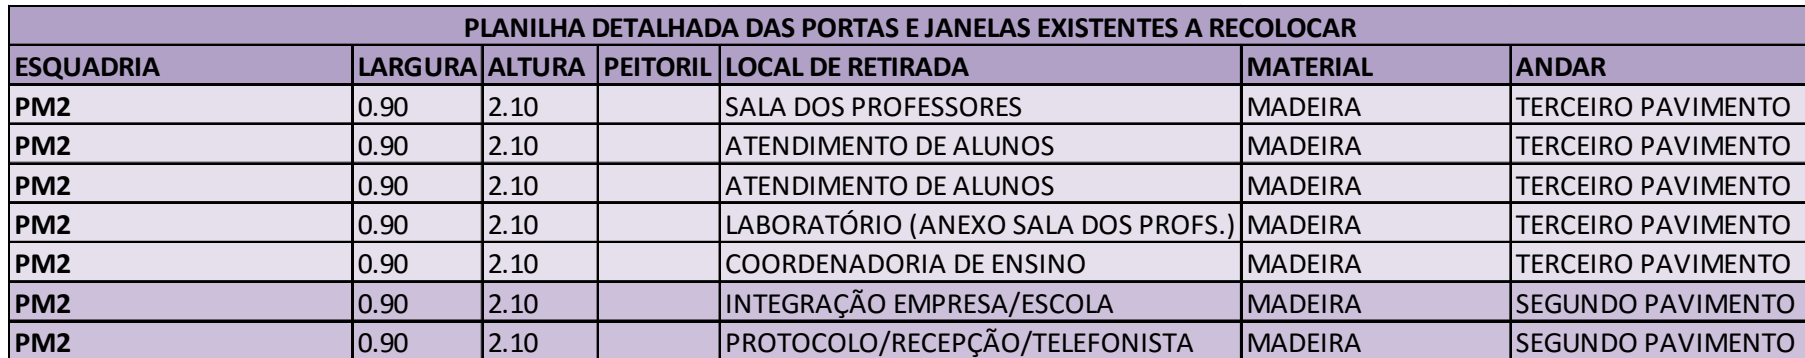 PLANILHA DETALHADA DAS PORTAS E JANELAS EXISTENTES A RECOLOCAR
ESQUADRIA LARGURA ALTURA PEITORIL LOCAL DE RETIRADA MATERIAL ANDAR
PM2 0.90 2.10 SALA DOS PROFESSORES MADEIRA TERCEIRO PAVIMENTO
PM2 0.90 2.10 ATENDIMENTO DE ALUNOS MADEIRA TERCEIRO PAVIMENTO
PM2 0.90 2.10 ATENDIMENTO DE ALUNOS MADEIRA TERCEIRO PAVIMENTO
PM2 0.90 2.10 LABORATÓRIO (ANEXO SALA DOS PROFS.) MADEIRA TERCEIRO PAVIMENTO
PM2 0.90 2.10 COORDENADORIA DE ENSINO MADEIRA TERCEIRO PAVIMENTO
PM2 0.90 2.10 INTEGRAÇÃO EMPRESA/ESCOLA MADEIRA SEGUNDO PAVIMENTO
PM2 0.90 2.10 PROTOCOLO/RECEPÇÃO/TELEFONISTA MADEIRA SEGUNDO PAVIMENTO